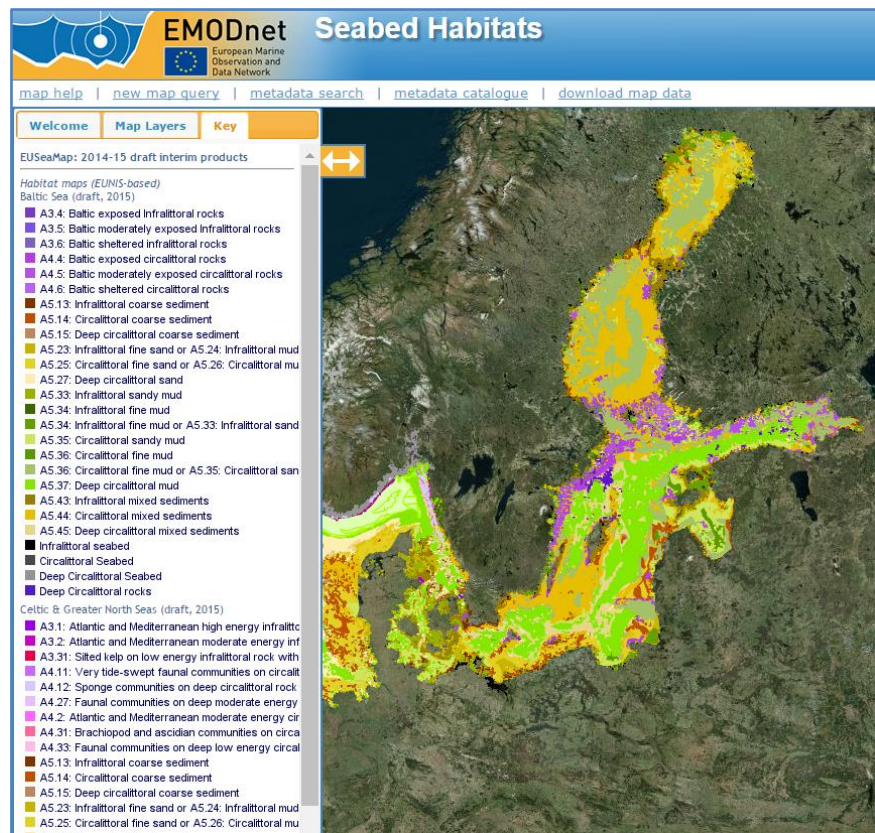 EMODnet
Seabed Habitats
European Marine
Observation and
Data Network
map help | new map query | metadata search | metadata catalogue | download map data
Welcome Map Layers Key
EUSeaMap: 2014-15 draft interim products
Habitat maps (EUNIS-based)
Baltic Sea (draft, 2015)
A3.4: Baltic exposed Infralittoral rocks
A3.5: Baltic moderately exposed Infralittoral rocks
A3.6: Baltic sheltered infralittoral rocks
A4.4: Baltic exposed circalittoral rocks
A4.5: Baltic moderately exposed circalittoral rocks
A4.6: Baltic sheltered circalittoral rocks
A5.13: Infralittoral coarse sediment
A5.14: Circalittoral coarse sediment
A5.15: Deep circalittoral coarse sediment
A5.23: Infralittoral fine sand or A5.24: Infralittoral mud
A5.25: Circalittoral fine sand or A5.26: Circalittoral mu
A5.27: Deep circalittoral sand
A5.33: Infralittoral sandy mud
A5.34: Infralittoral fine mud
A5.34: Infralittoral fine mud or A5.33: Infralittoral sand
A5.35: Circalittoral sandy mud
A5.36: Circalittoral fine mud
A5.36: Circalittoral fine mud or A5.35: Circalittoral san
A5.37: Deep circalittoral mud
A5.43: Infralittoral mixed sediments
A5.44: Circalittoral mixed sediments
A5.45: Deep circalittoral mixed sediments
Infralittoral seabed
Circalittoral Seabed
Deep Circalittoral Seabed
Deep Circalittoral rocks
Celtic & Greater North Seas (draft, 2015)
A3.1: Atlantic and Mediterranean high energy infralitto
A3.2: Atlantic and Mediterranean moderate energy inf
A3.31: Silted kelp on low energy infralittoral rock with
A4.11: Very tide-swept faunal communities on circalit
A4.12: Sponge communities on deep circalittoral rock
A4.27: Faunal communities on deep moderate energy
A4.2: Atlantic and Mediterranean moderate energy cir
A4.31: Brachiopod and ascidian communities on circa
A4.33: Faunal communities on deep low energy circal
A5.13: Infralittoral coarse sediment
A5.14: Circalittoral coarse sediment
A5.15: Deep circalittoral coarse sediment
A5.23: Infralittoral fine sand or A5.24: Infralittoral mud
A5.25: Circalittoral fine sand or A5.26: Circalittoral mu